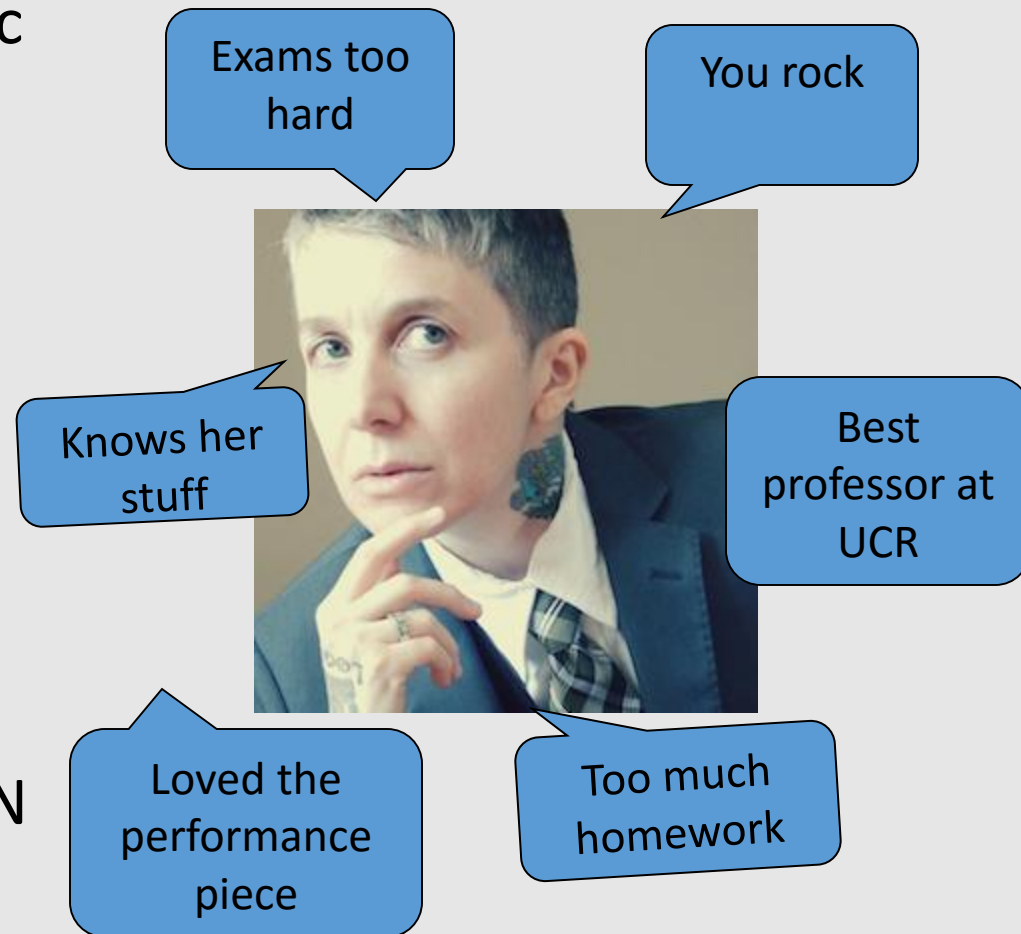 c
Exams too
hard
You rock
Knows her
stuff
Best
professor at
UCR
N
Loved the
performance
piece
Too much
homework